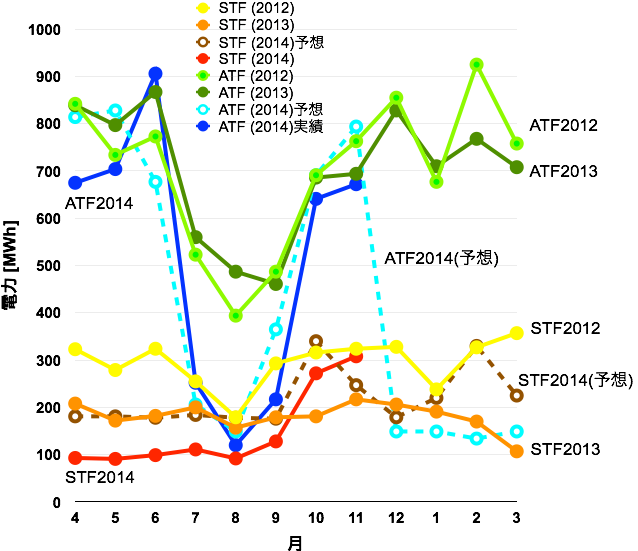 STF (2012)
STF (2013)
STF (2014)予想
STF (2014)
ATF (2012)
ATF (2013)
ATF (2014)予想
ATF (2014)実績
1000
900
800
700
600
500
400
300
200
100
0
電力 [MWh]
ATF2012
ATF2013
ATF2014
ATF2014(予想)
STF2012
STF2014(予想)
STF2013
STF2014
4 5 6 7 8 9 10 11 12 1 2 3
月